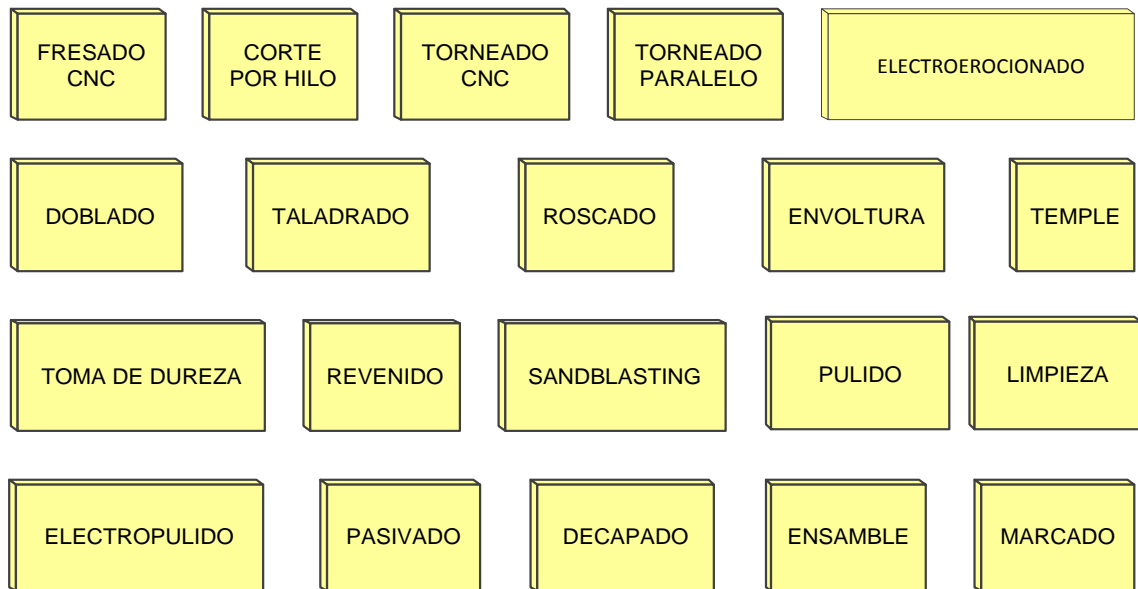 FRESADO
CNC
CORTE
POR HILO
TORNEADO
CNC
TORNEADO
PARALELO
ELECTROEROCIONADO
DOBLADO
TALADRADO
ROSCADO
ENVOLTURA
TEMPLE
TOMA DE DUREZA
REVENIDO
SANDBLASTING
PULIDO
LIMPIEZA
ELECTROPULIDO
PASIVADO
DECAPADO
ENSAMBLE
MARCADO